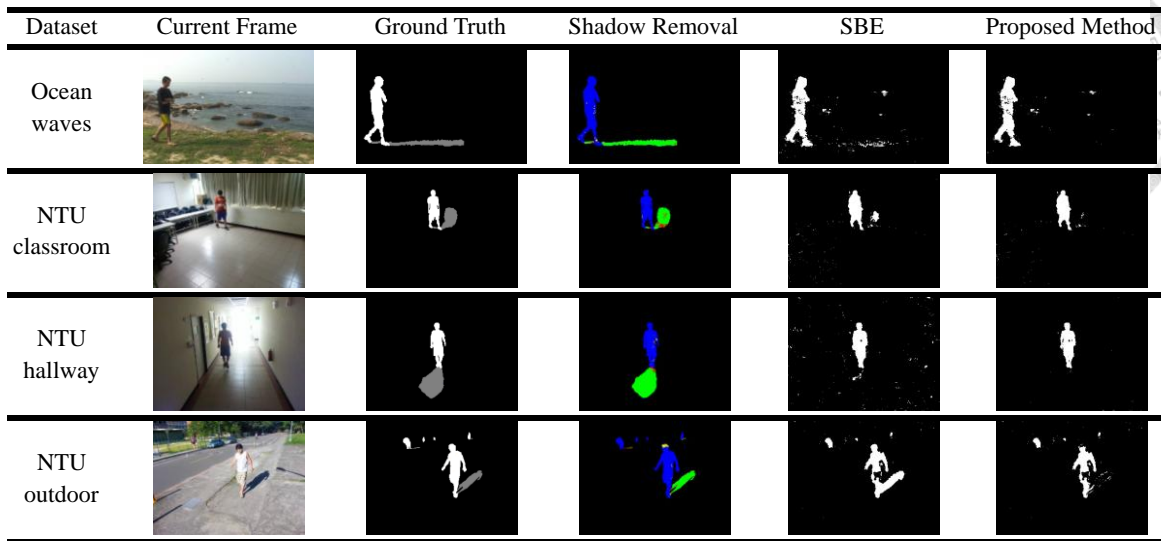 Dataset Current Frame Ground Truth Shadow Removal SBE Proposed Method
Ocean
waves
NTU
classroom
NTU
hallway
NTU
outdoor